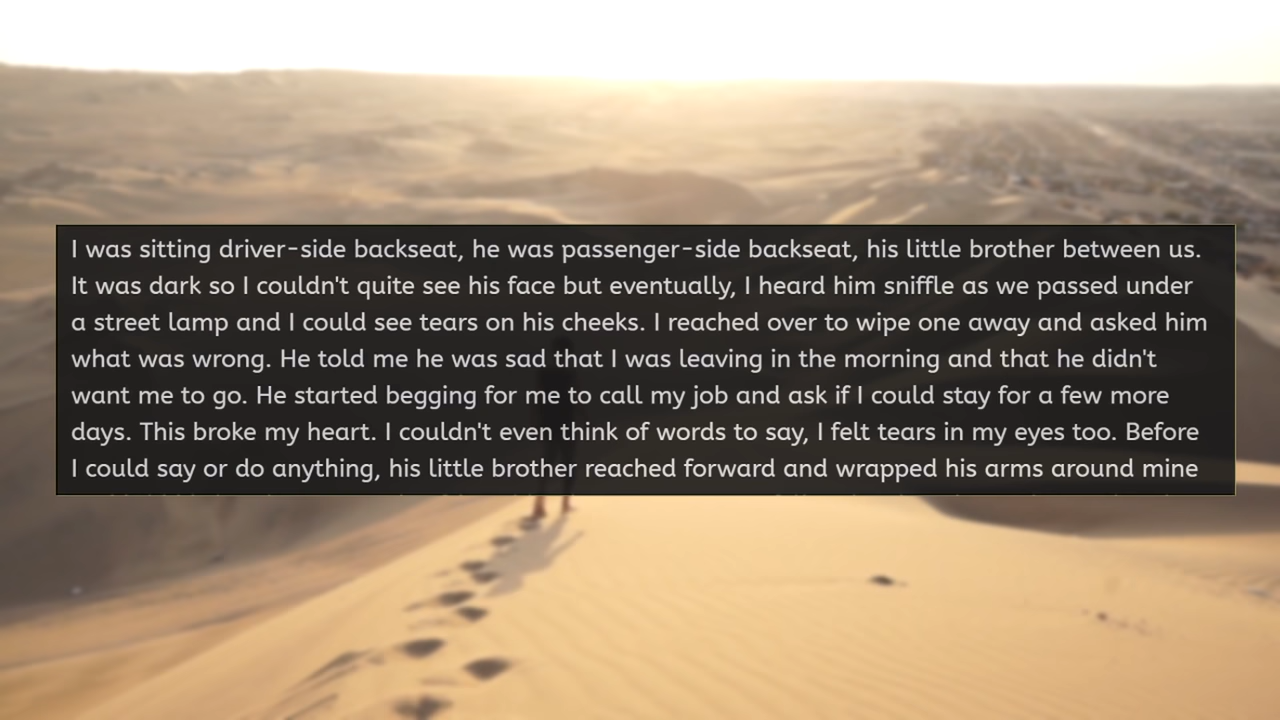 I was sitting driver-side backseat, he was passenger-side backseat, his little brother between us.
It was dark so I couldn't quite see his face but eventually, I heard him sniffle as we passed under
a street lamp and I could see tears on his cheeks. I reached over to wipe one away and asked him
what was wrong. He told me he was sad that I was leaving in the morning and that he didn't
want me to go. He started begging for me to call my job and ask if I could stay for a few more
days. This broke my heart. I couldn't even think of words to say, I felt tears in my eyes too. Before
I could say or do anything, his little brother reached forward and wrapped his arms around mine